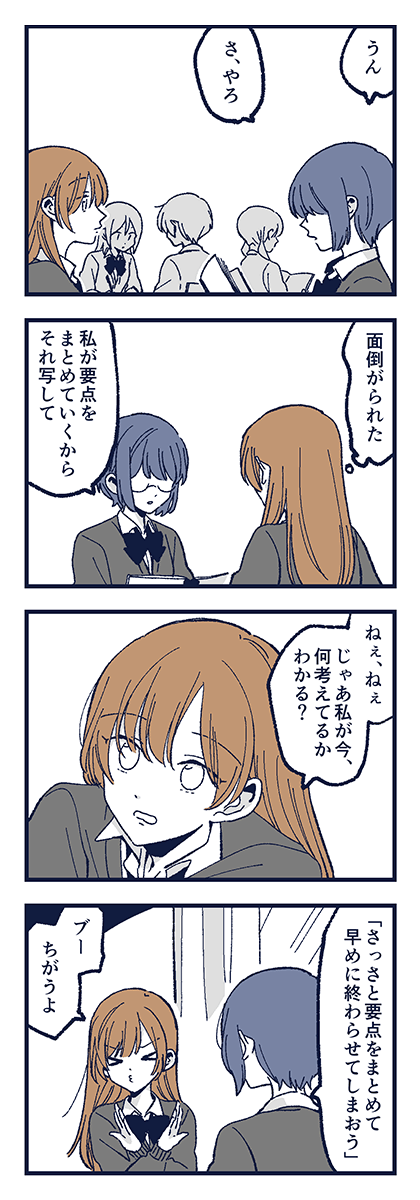 うん
さ、やろ
面倒がられた
私が要点を
まとめていくから
それ写して
ねぇ、ねぇ
じゃあ私が今、
何考えてるか
わかる？
「さっさと要点をまとめて
早めに終わらせてしまおう」
ブー
ちがうよ